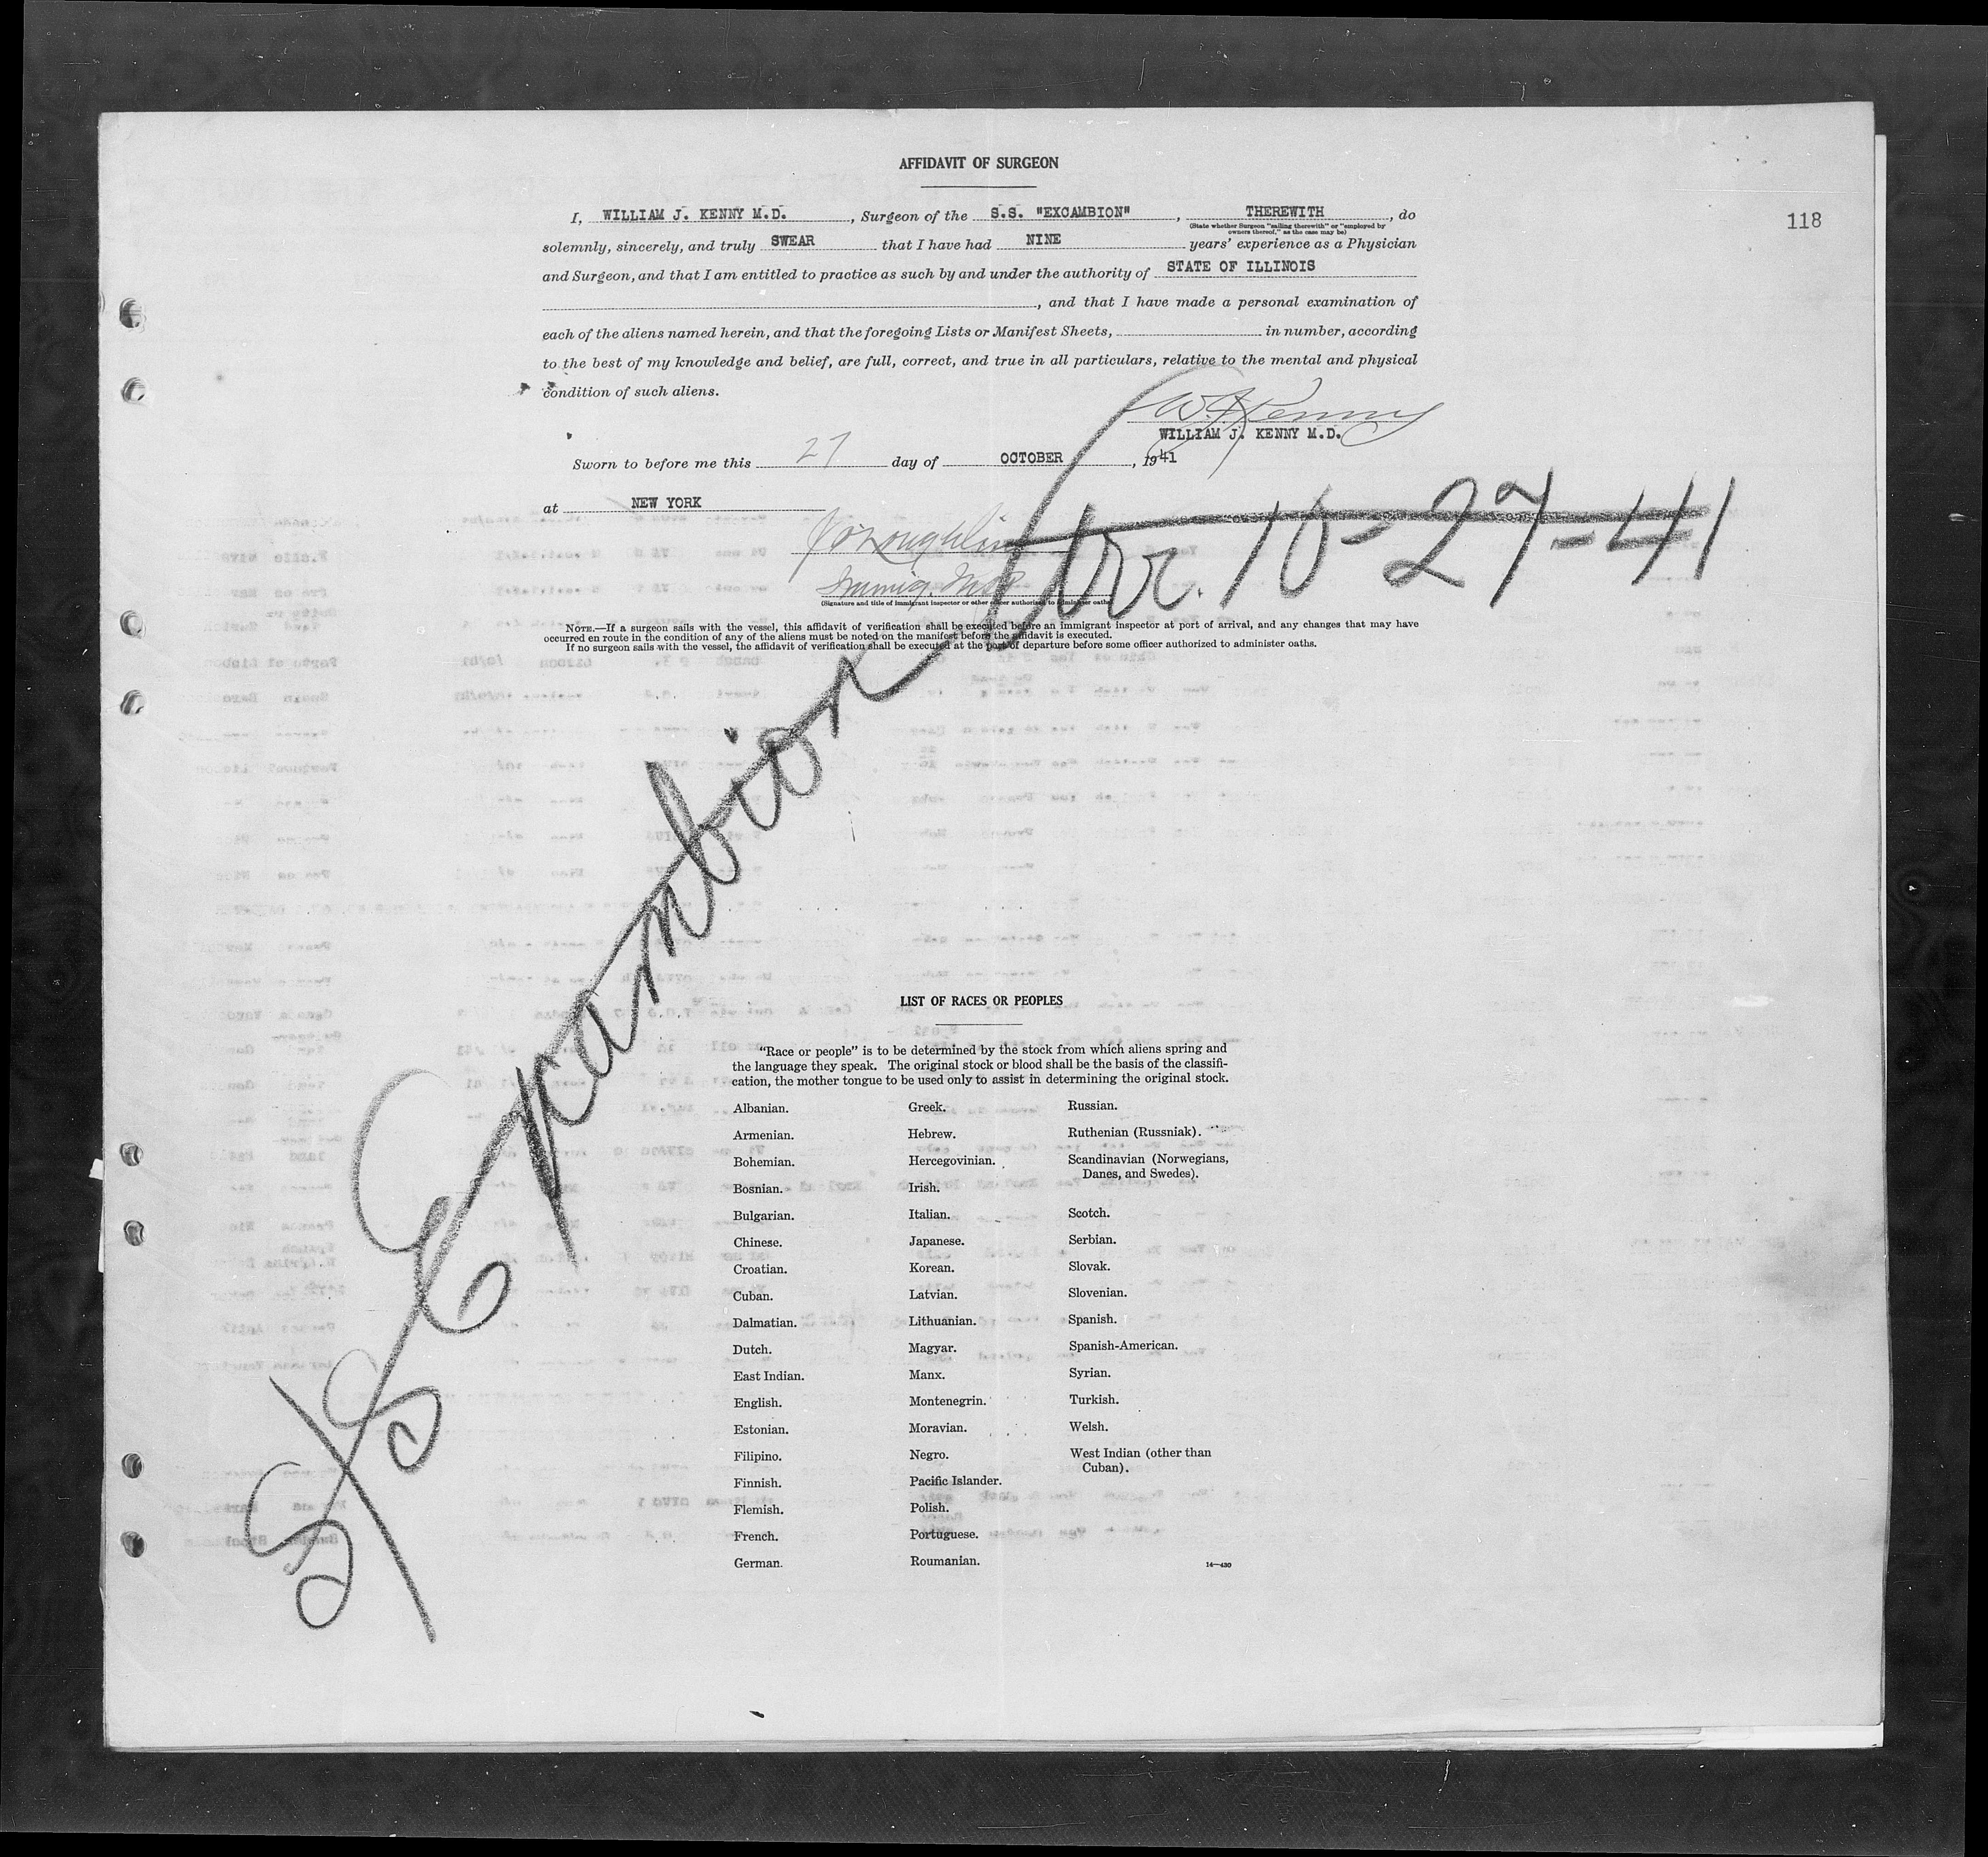 AFFIDAVIT OF SURGEON
118
I, WILLIAM J. KENNY M.D. , Surgeon of the S.S. "EXCAMBION" , THEREWITH , do
(State whether Surgeon "sailing therewith" or "employed by
owners thereof," as the case may be)
solemnly, sincerely, and truly SWEAR that I have had NINE years' experience as a Physician
and Surgeon, and that I am entitled to practice as such by and under the authority of STATE OF ILLINOIS
, and that I have made a personal examination of
each of the aliens named herein, and that the foregoing Lists or Manifest Sheets, in number, according
to the best of my knowledge and belief, are full, correct, and true in all particulars, relative to the mental and physical
condition of such aliens.
W J Kenny
WILLIAM J. KENNY M.D.
Sworn to before me this 27 day of OCTOBER , 1941
at NEW YORK
J O'Loughlin
Immig. Insp
(Signature and title of immigrant inspector or other officer authorized to administer oaths)
S/S Excambion Arr. 10-27-41
NOTE.—If a surgeon sails with the vessel, this affidavit of verification shall be executed before an immigrant inspector at port of arrival, and any changes that may have
occurred en route in the condition of any of the aliens must be noted on the manifest before the affidavit is executed.
If no surgeon sails with the vessel, the affidavit of verification shall be executed at the port of departure before some officer authorized to administer oaths.
LIST OF RACES OR PEOPLES
"Race or people" is to be determined by the stock from which aliens spring and
the language they speak. The original stock or blood shall be the basis of the classifi-
cation, the mother tongue to be used only to assist in determining the original stock.
Albanian.
Armenian.
Bohemian.
Bosnian.
Bulgarian.
Chinese.
Croatian.
Cuban.
Dalmatian.
Dutch.
East Indian.
English.
Estonian.
Filipino.
Finnish.
Flemish.
French.
German.
Greek.
Hebrew.
Hercegovinian.
Irish.
Italian.
Japanese.
Korean.
Latvian.
Lithuanian.
Magyar.
Manx.
Montenegrin.
Moravian.
Negro.
Pacific Islander.
Polish.
Portuguese.
Roumanian.
Russian.
Ruthenian (Russniak).
Scandinavian (Norwegians,
Danes, and Swedes).
Scotch.
Serbian.
Slovak.
Slovenian.
Spanish.
Spanish-American.
Syrian.
Turkish.
Welsh.
West Indian (other than
Cuban).
14—430